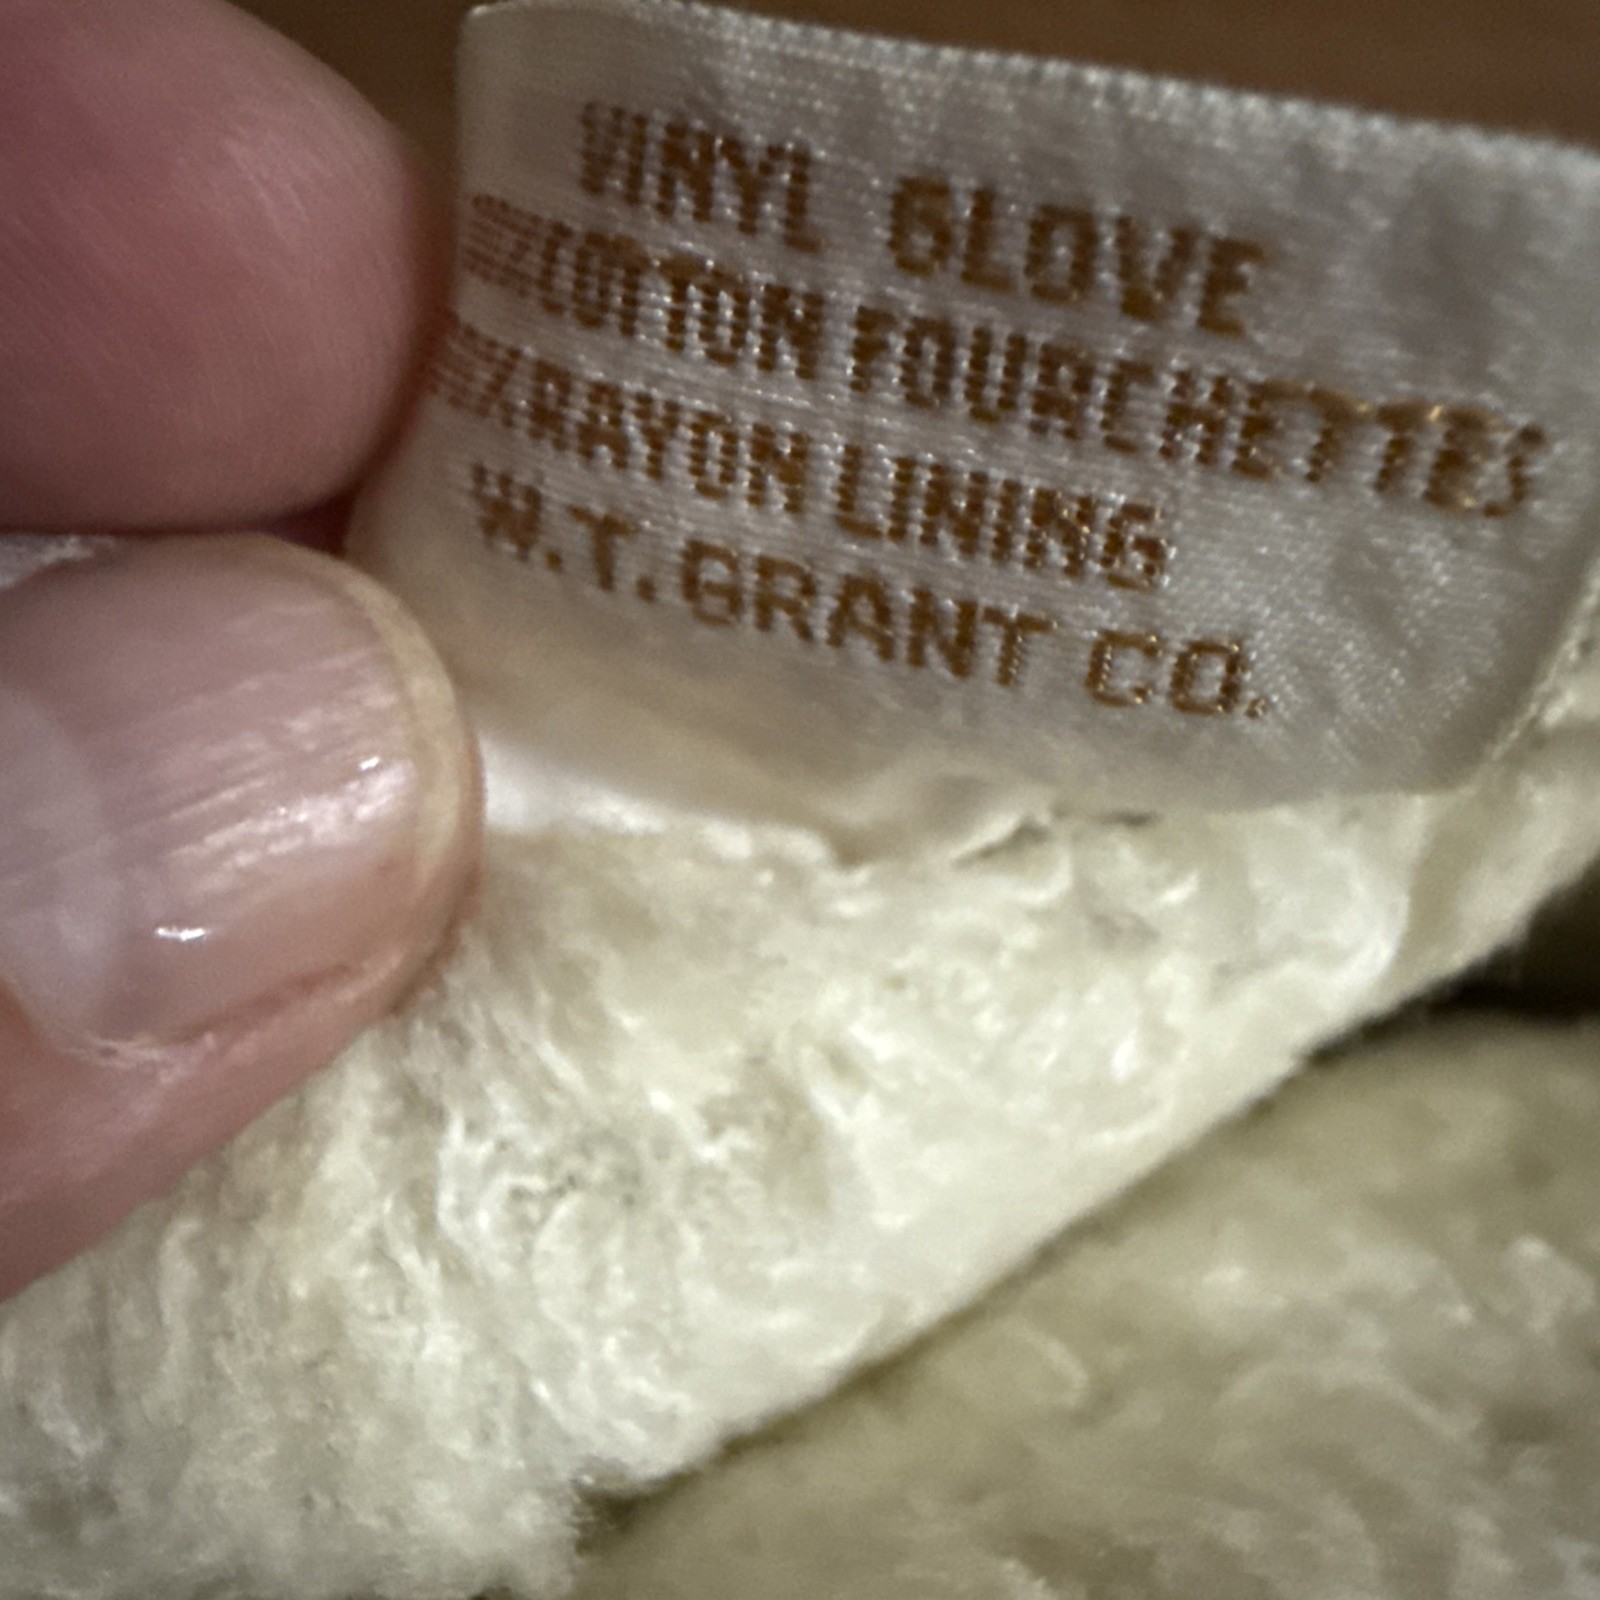 VINYL GLOVE
COTTON FOURCHETTES
RAYON LINING
W.T. GRANT CO.